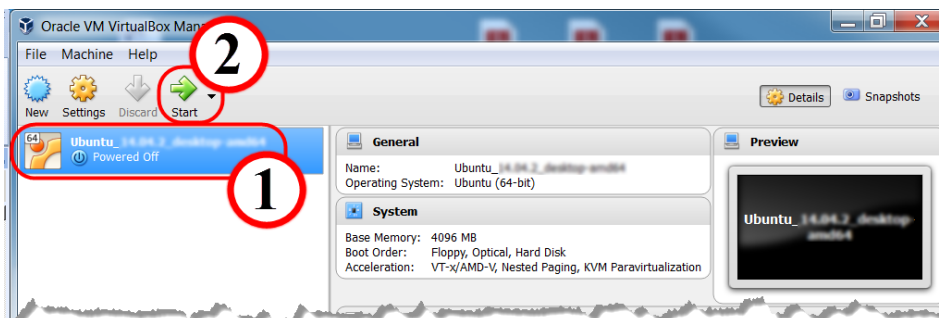 Oracle VM VirtualBox Man
File Machine Help
2
New Settings Discard Start
Details Snapshots
64
Ubuntu_
Powered Off
1
General
Name: Ubuntu_
Operating System: Ubuntu (64-bit)
System
Base Memory: 4096 MB
Boot Order: Floppy, Optical, Hard Disk
Acceleration: VT-x/AMD-V, Nested Paging, KVM Paravirtualization
Preview
Ubuntu_